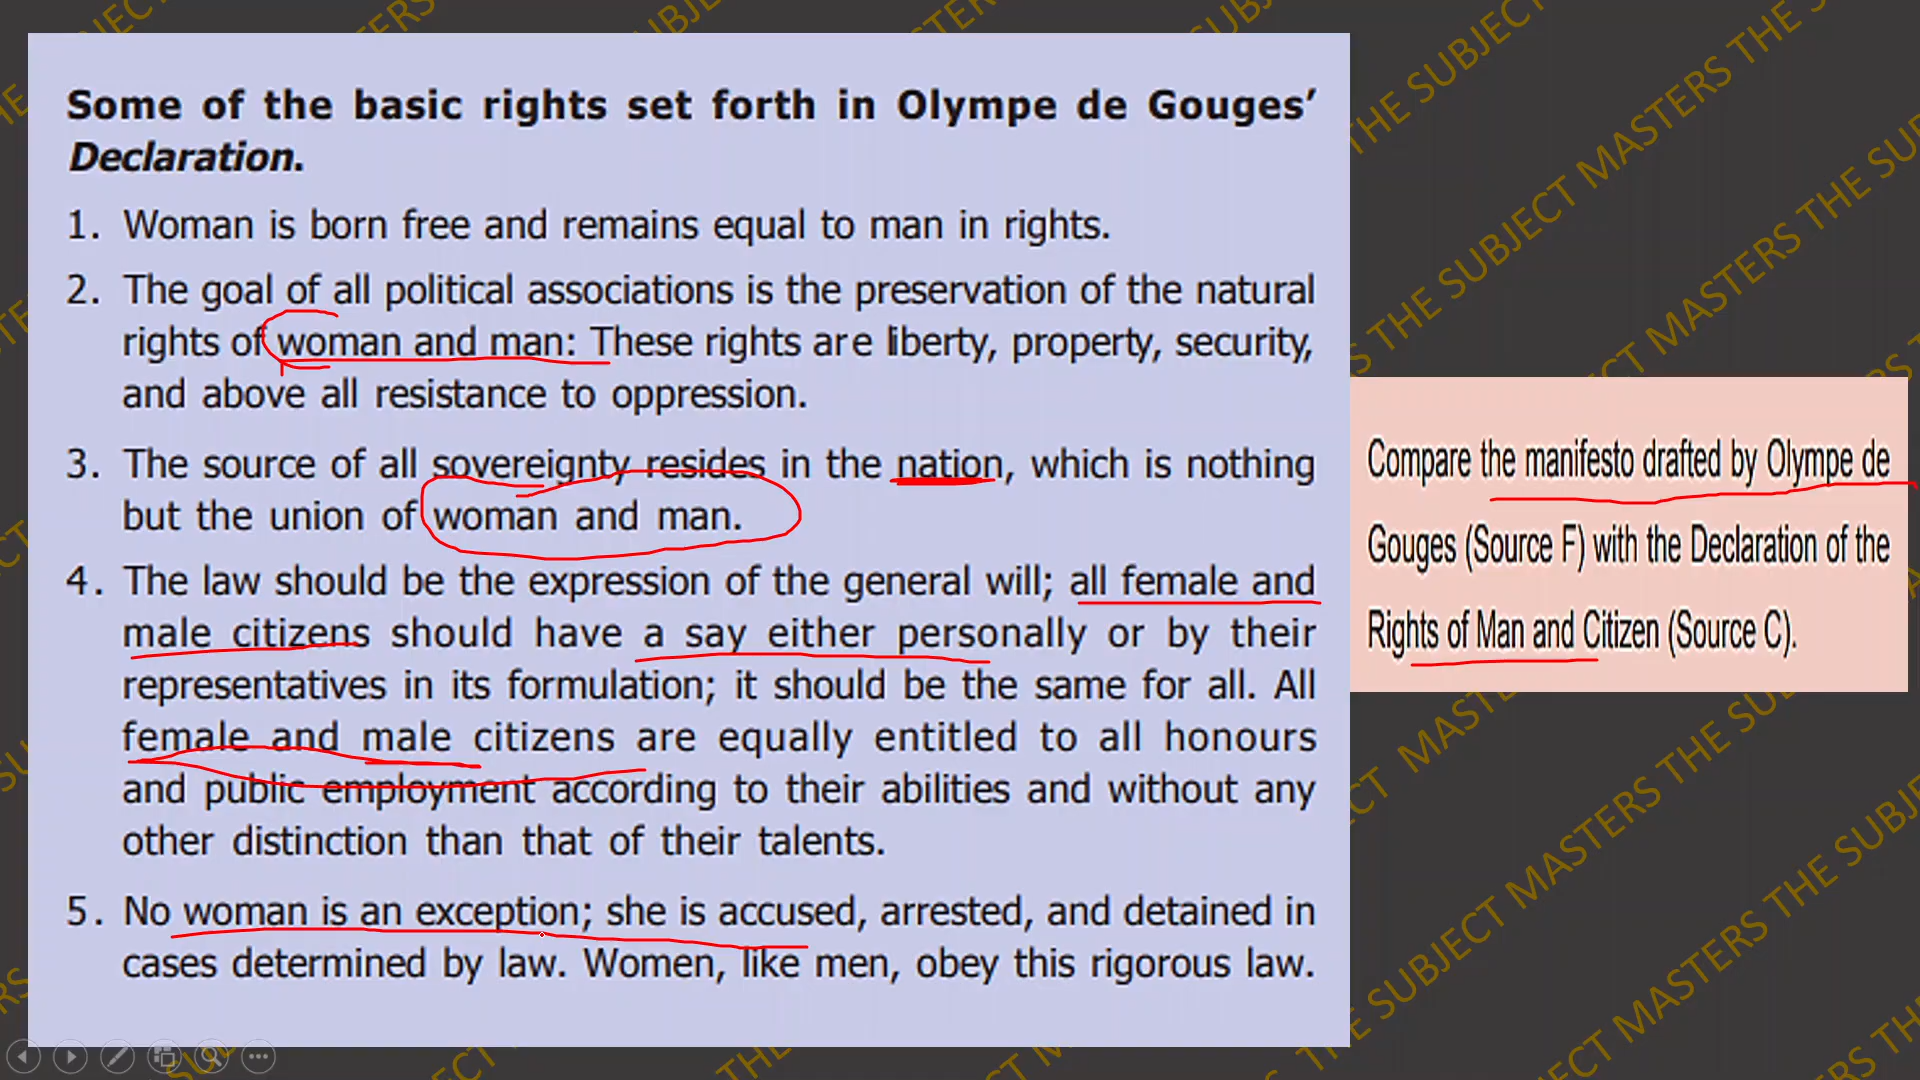 Some of the basic rights set forth in Olympe de Gouges’
Declaration.
1. Woman is born free and remains equal to man in rights.
2. The goal of all political associations is the preservation of the natural
rights of woman and man: These rights are liberty, property, security,
and above all resistance to oppression.
3. The source of all sovereignty resides in the nation, which is nothing
but the union of woman and man.
4. The law should be the expression of the general will; all female and
male citizens should have a say either personally or by their
representatives in its formulation; it should be the same for all. All
female and male citizens are equally entitled to all honours
and public employment according to their abilities and without any
other distinction than that of their talents.
5. No woman is an exception; she is accused, arrested, and detained in
cases determined by law. Women, like men, obey this rigorous law.
Compare the manifesto drafted by Olympe de
Gouges (Source F) with the Declaration of the
Rights of Man and Citizen (Source C).
THE SUBJECT MASTERS